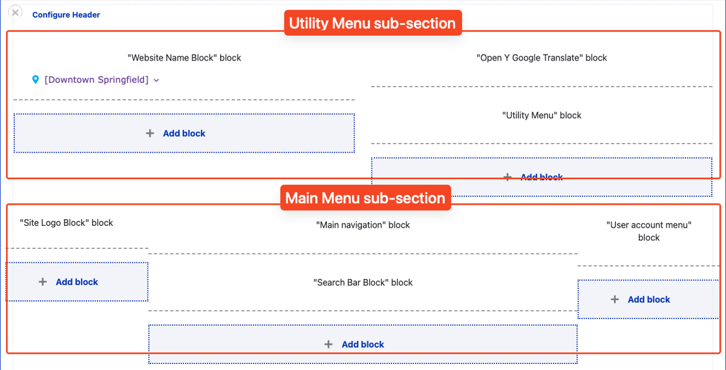 Configure Header
Utility Menu sub-section
"Website Name Block" block
"Open Y Google Translate" block
[Downtown Springfield]
"Utility Menu" block
Add block
Add block
Main Menu sub-section
"Site Logo Block" block
"Main navigation" block
"User account menu"
block
Add block
"Search Bar Block" block
Add block
Add block